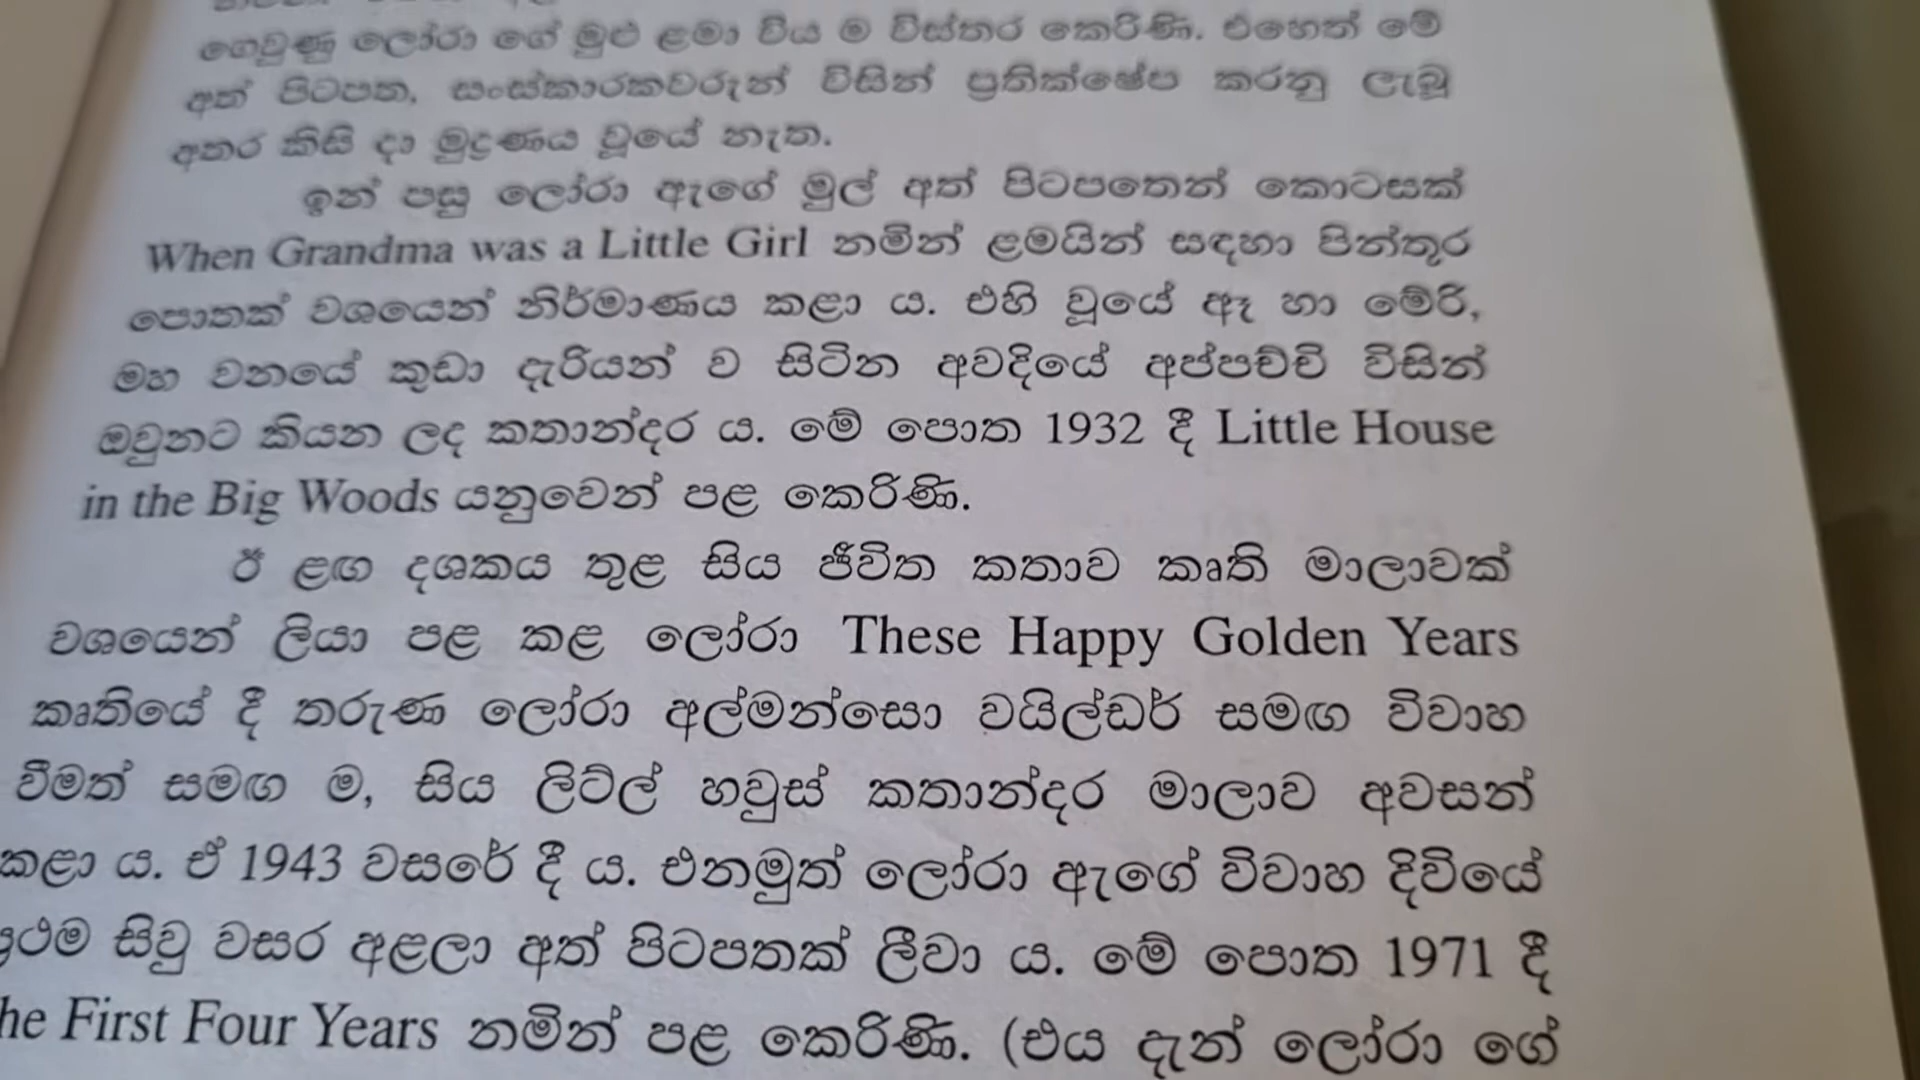 ගෙවුණු ලෝරා ගේ මුළු ළමා විය ම විස්තර කෙරිණි. එහෙත් මේ
අත් පිටපත, සංස්කාරකවරුන් විසින් ප්‍රතික්ෂේප කරනු ලැබූ
අතර කිසි දා මුද්‍රණය වූයේ නැත.
ඉන් පසු ලෝරා ඇගේ මුල් අත් පිටපතෙන් කොටසක්
When Grandma was a Little Girl නමින් ළමයින් සඳහා පින්තූර
පොතක් වශයෙන් නිර්මාණය කළා ය. එහි වූයේ ඈ හා මේරි,
මහ වනයේ කුඩා දැරියන් ව සිටින අවදියේ අප්පච්චි විසින්
ඔවුනට කියන ලද කතාන්දර ය. මේ පොත 1932 දී Little House
in the Big Woods යනුවෙන් පළ කෙරිණි.
ඊ ළඟ දශකය තුළ සිය ජීවිත කතාව කෘති මාලාවක්
වශයෙන් ලියා පළ කළ ලෝරා These Happy Golden Years
කෘතියේ දී තරුණ ලෝරා අල්මන්සො වයිල්ඩර් සමඟ විවාහ
වීමත් සමඟ ම, සිය ලිට්ල් හවුස් කතාන්දර මාලාව අවසන්
කළා ය. ඒ 1943 වසරේ දී ය. එනමුත් ලෝරා ඇගේ විවාහ දිවියේ
ප්‍රථම සිව් වසර අළලා අත් පිටපතක් ලීවා ය. මේ පොත 1971 දී
he First Four Years නමින් පළ කෙරිණි. (එය දැන් ලෝරා ගේ